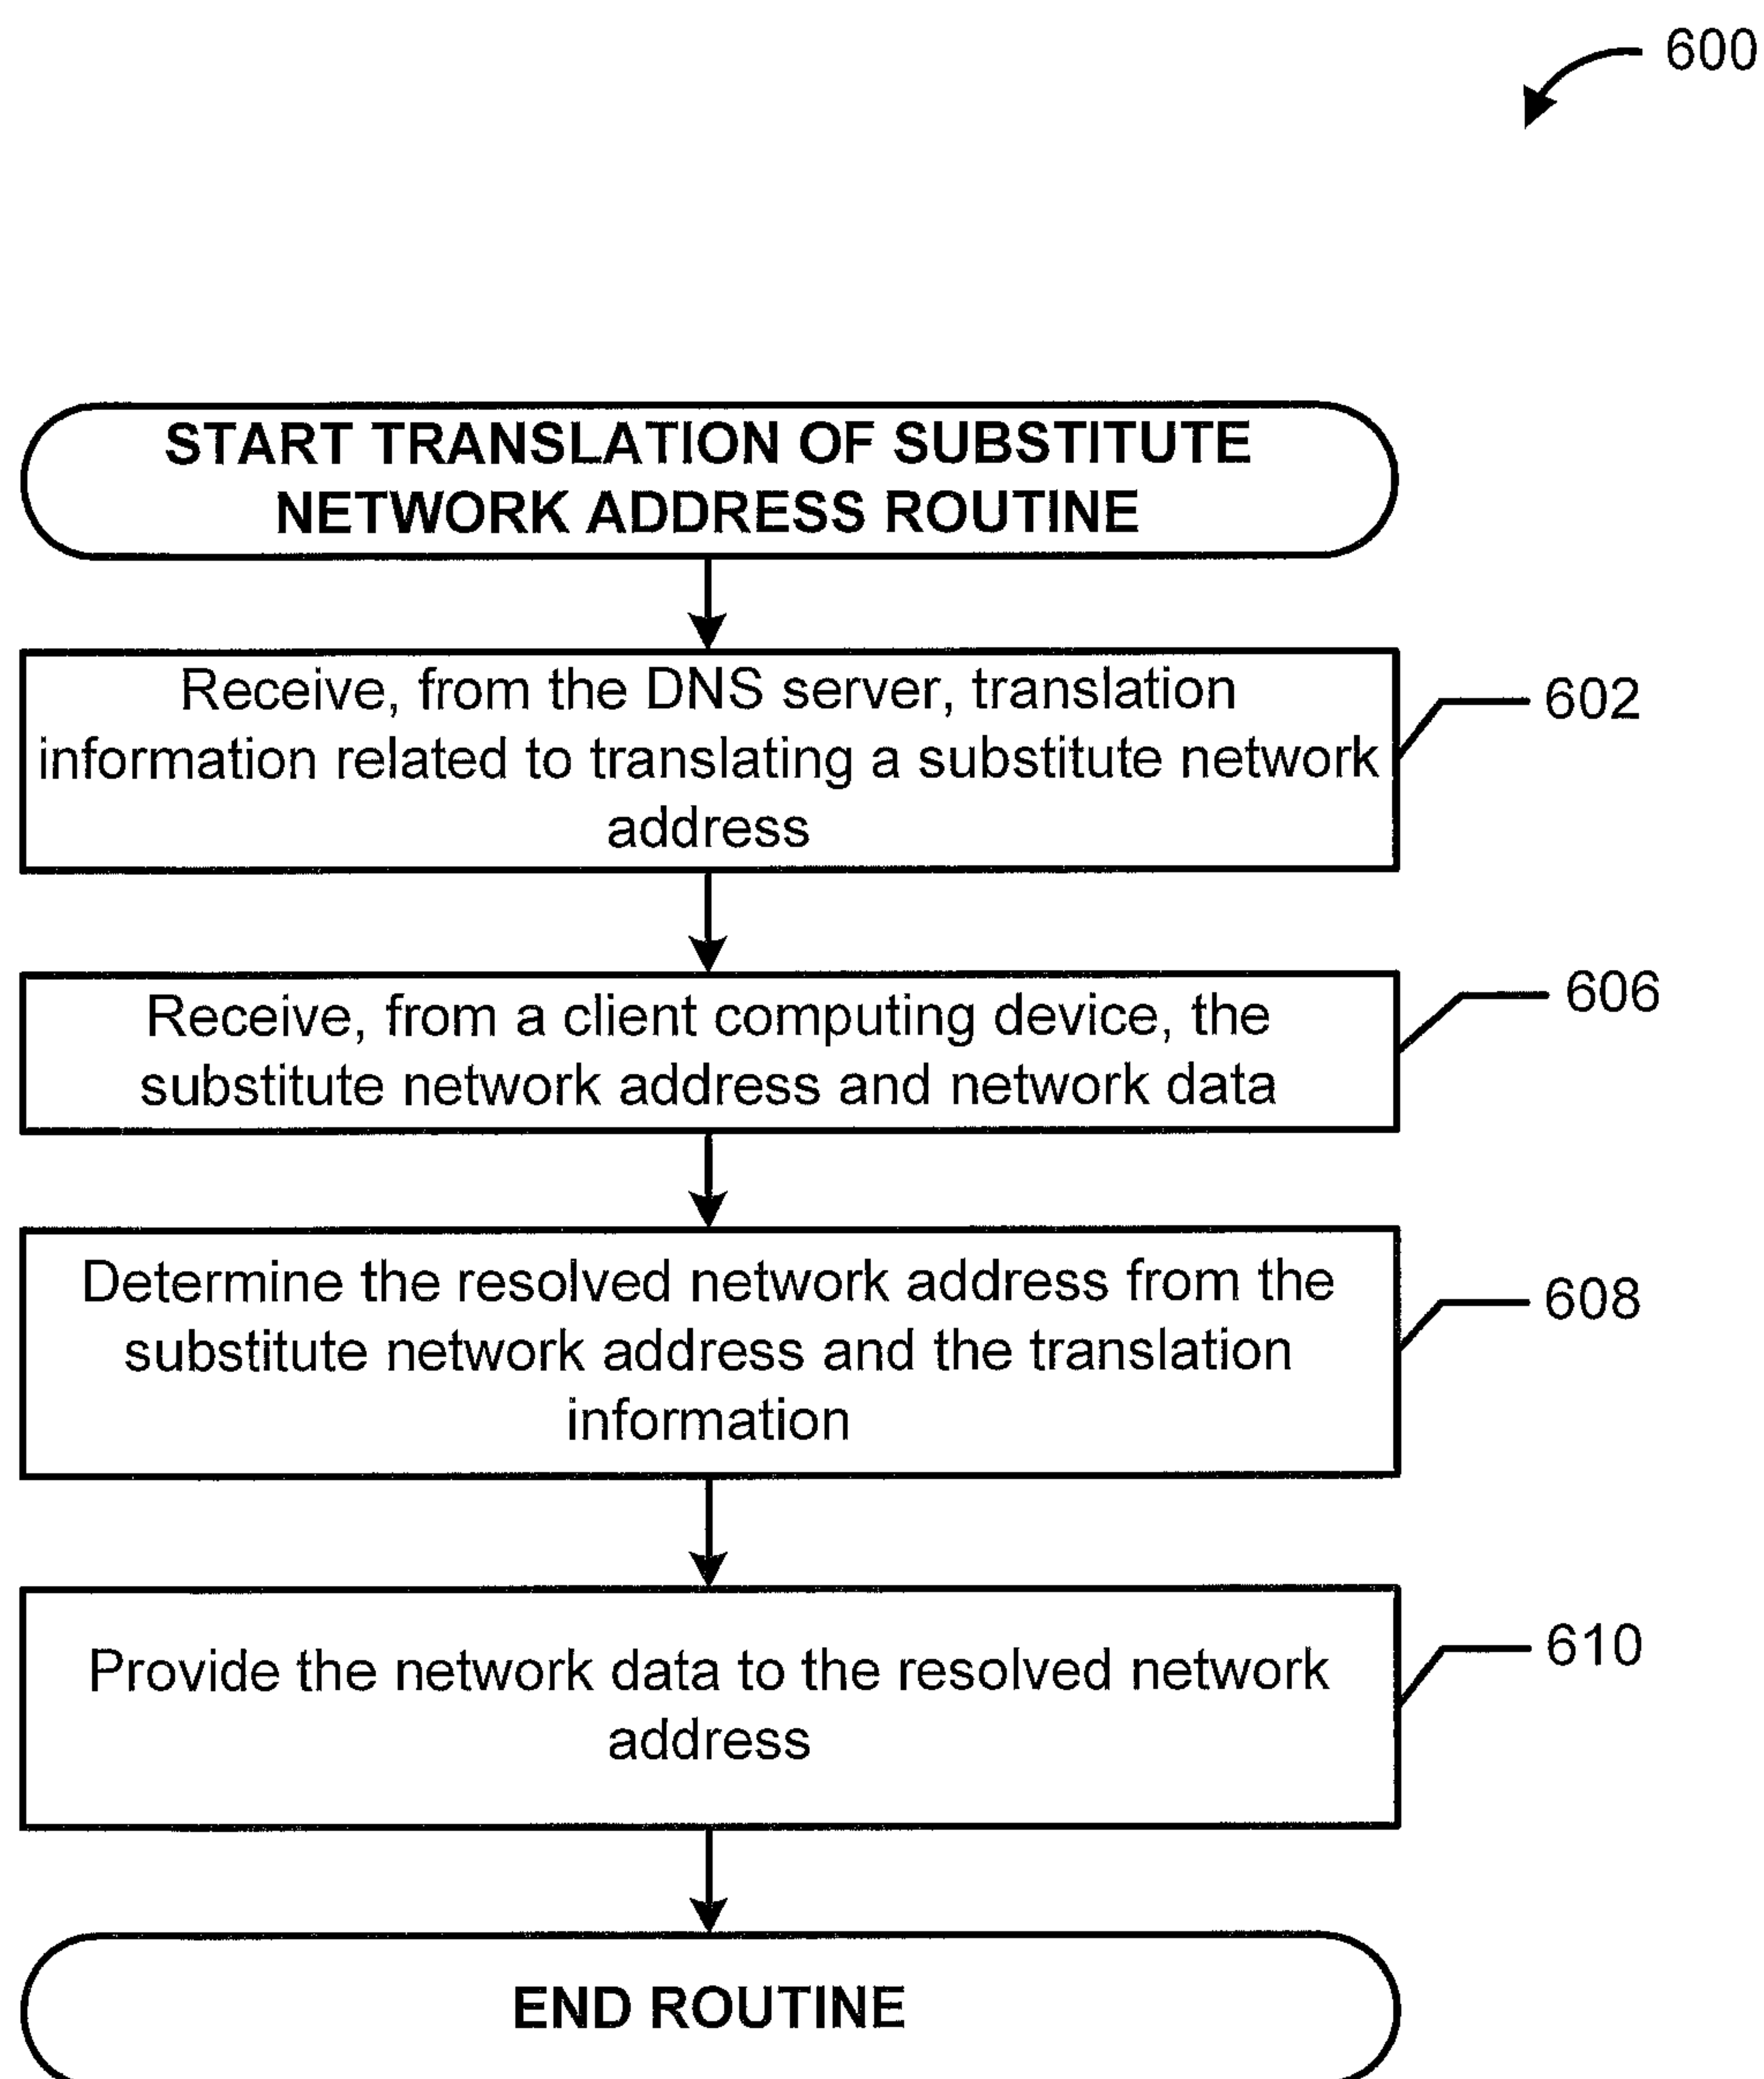 600
START TRANSLATION OF SUBSTITUTE
NETWORK ADDRESS ROUTINE
Receive, from the DNS server, translation
information related to translating a substitute network
address
602
Receive, from a client computing device, the
substitute network address and network data
606
Determine the resolved network address from the
substitute network address and the translation
information
608
Provide the network data to the resolved network
address
610
END ROUTINE